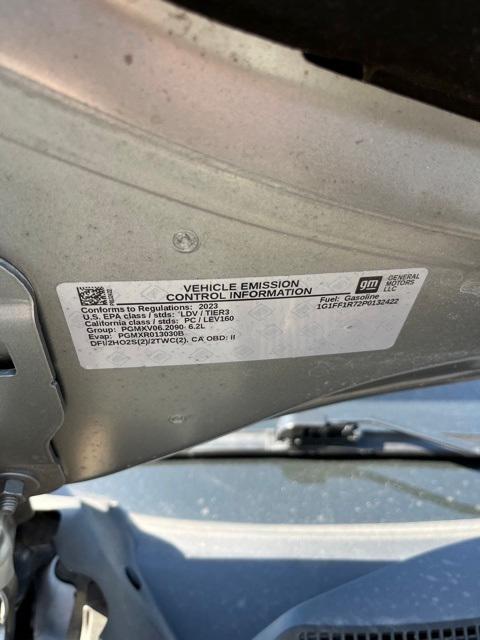 VEHICLE EMISSION
CONTROL INFORMATION
gm GENERAL MOTORS LLC
Conforms to Regulations: 2023
Fuel: Gasoline
U.S. EPA class / stds: LDV / TIER3
1G1FF1R72P0132422
California class / stds: PC / LEV160
Group: PGMXV06.2090 6.2L
Evap: PGMXR013030B
DFI/2HO2S(2)/2TWC(2), CA OBD: II